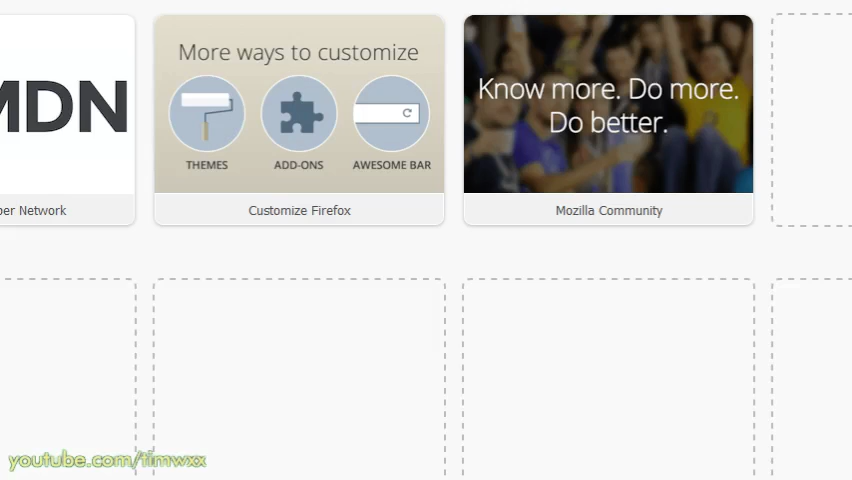 MDN
More ways to customize
THEMES
ADD-ONS
AWESOME BAR
Know more. Do more.
Do better.
per Network
Customize Firefox
Mozilla Community
youtube.com/timwxx